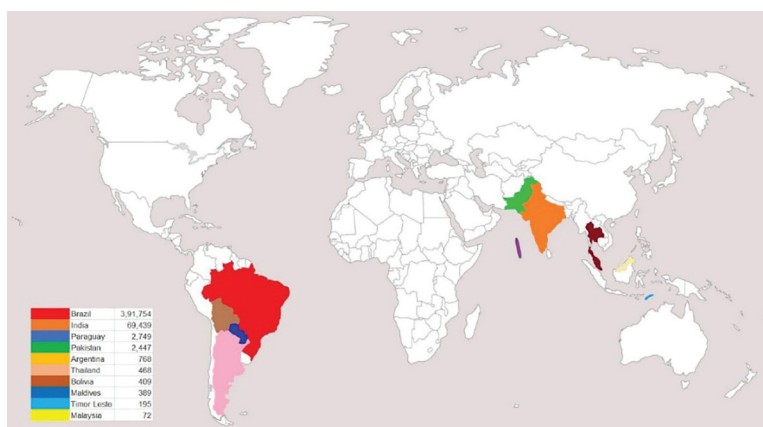 Brazil 3,91,754
India 69,439
Paraguay 2,749
Pakistan 2,447
Argentina 768
Thailand 468
Bolivia 409
Maldives 389
Timor Lesto 195
Malaysia 72